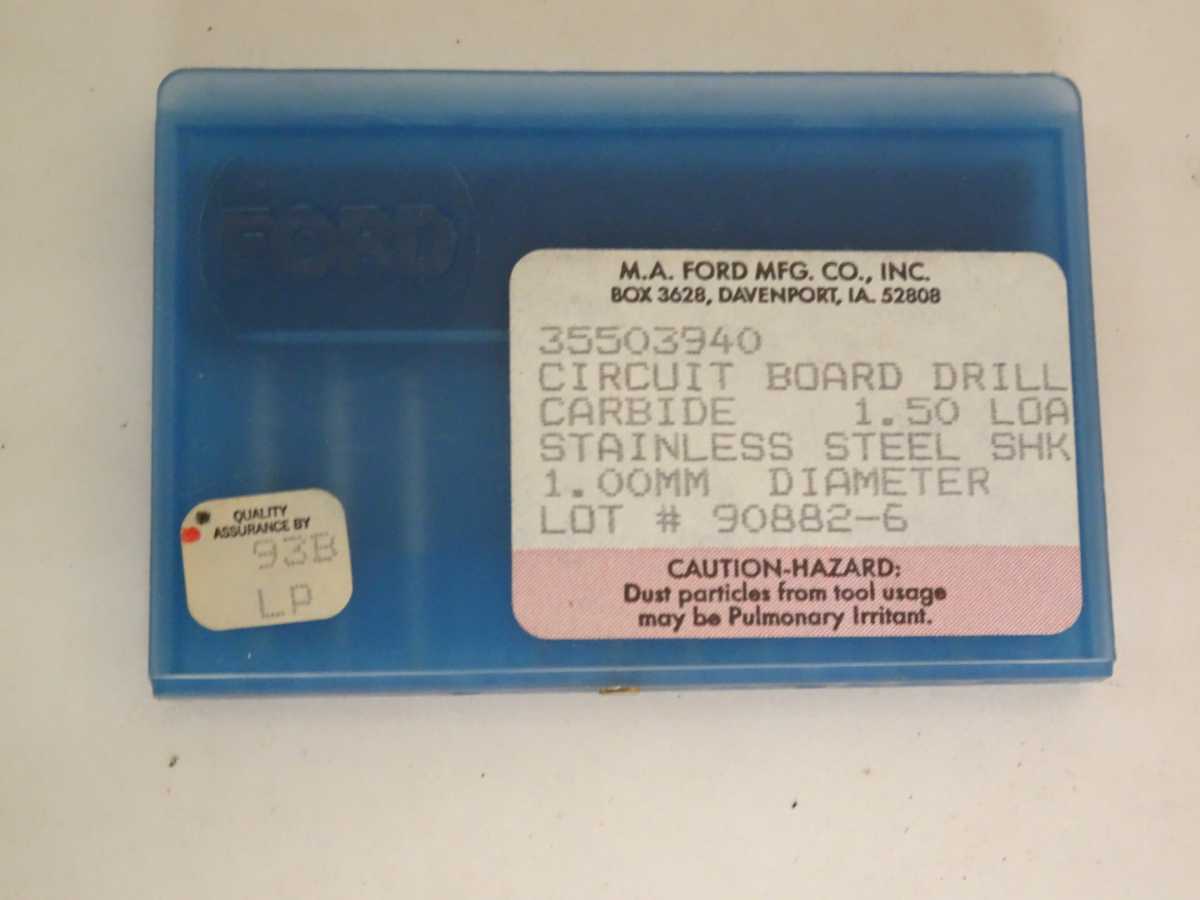 FORD
M.A. FORD MFG. CO., INC.
BOX 3628, DAVENPORT, IA. 52808
35503940
CIRCUIT BOARD DRILL
CARBIDE 1.50 LOA
STAINLESS STEEL SHK
1.00MM DIAMETER
LOT # 90882-6
CAUTION-HAZARD:
Dust particles from tool usage
may be Pulmonary Irritant.
QUALITY
ASSURANCE BY
93B
LP